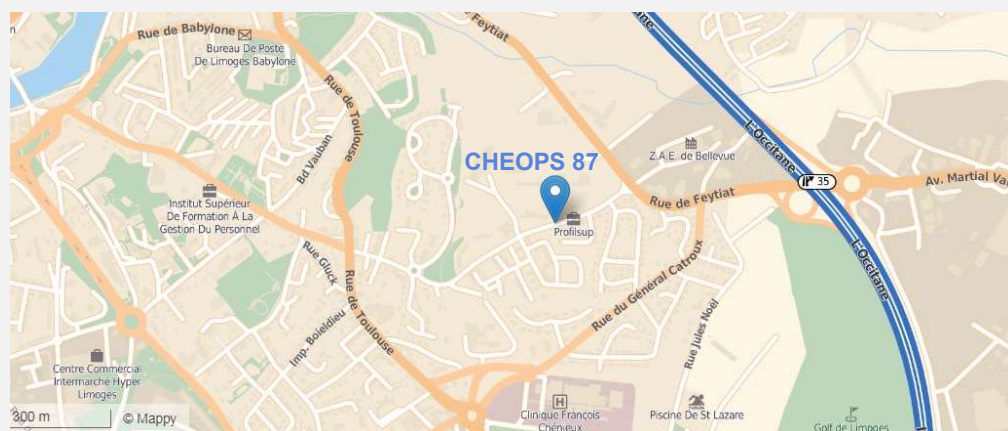 Rue de Babylone
Bureau De Poste
De Limoges Babylone
Rue de Feytiat
Rue de Toulouse
Bd Vauban
L'Occitane
Z.A.E. de Bellevue
CHEOPS 87
35
Av. Martial Va
Institut Supérieur
De Formation À La
Gestion Du Personnel
Rue de Feytiat
Profilsup
Rue Gluck
L'Occitane
Rue du Général Catroux
Rue de Toulouse
Imp. Boieldieu
Rue Jules Noël
Centre Commercial
Intermarché Hyper
Limoges
300 m
© Mappy
H
Clinique François
Chénieux
Piscine De St Lazare
Golf de Limoges